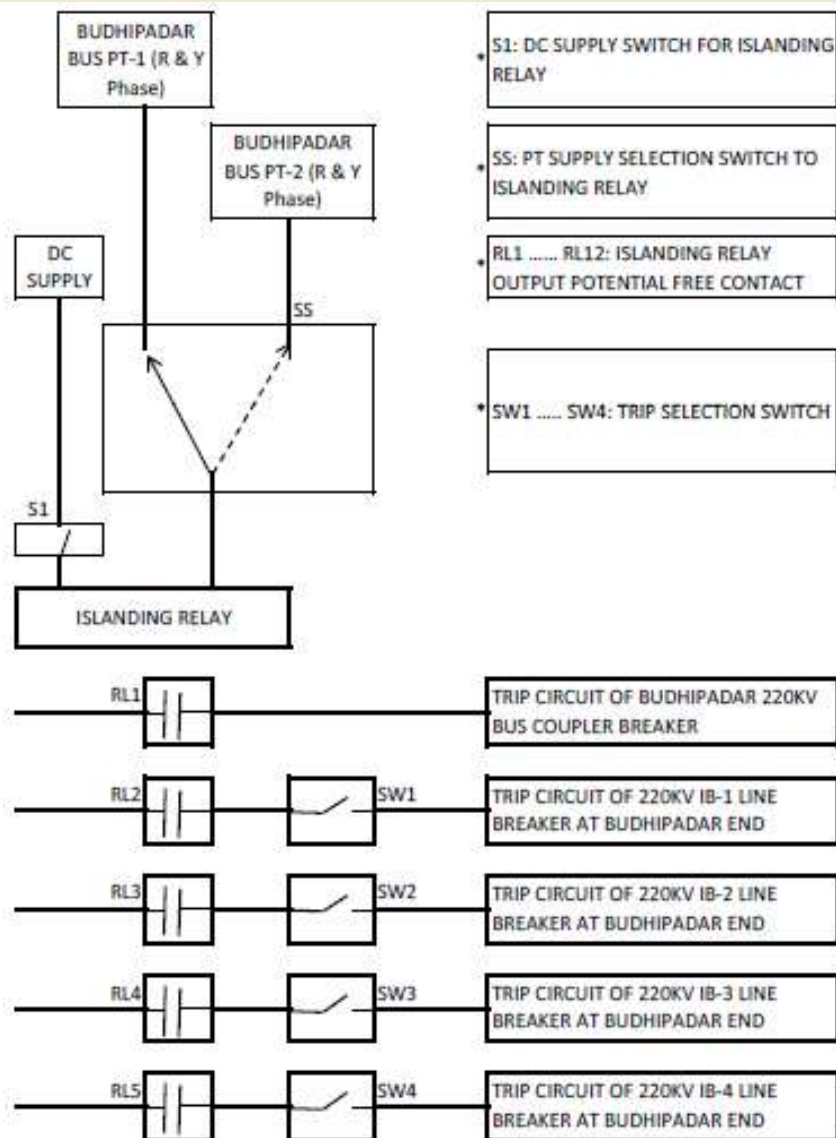 BUDHIPADAR
BUS PT-1 (R & Y
Phase)
* S1: DC SUPPLY SWITCH FOR ISLANDING
RELAY
BUDHIPADAR
BUS PT-2 (R & Y
Phase)
* SS: PT SUPPLY SELECTION SWITCH TO
ISLANDING RELAY
DC
SUPPLY
* RL1 ...... RL12: ISLANDING RELAY
OUTPUT POTENTIAL FREE CONTACT
SS
* SW1 ..... SW4: TRIP SELECTION SWITCH
S1
ISLANDING RELAY
RL1
TRIP CIRCUIT OF BUDHIPADAR 220KV
BUS COUPLER BREAKER
RL2
SW1
TRIP CIRCUIT OF 220KV IB-1 LINE
BREAKER AT BUDHIPADAR END
RL3
SW2
TRIP CIRCUIT OF 220KV IB-2 LINE
BREAKER AT BUDHIPADAR END
RL4
SW3
TRIP CIRCUIT OF 220KV IB-3 LINE
BREAKER AT BUDHIPADAR END
RL5
SW4
TRIP CIRCUIT OF 220KV IB-4 LINE
BREAKER AT BUDHIPADAR END